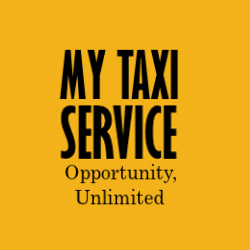 MY TAXI
SERVICE
Opportunity,
Unlimited